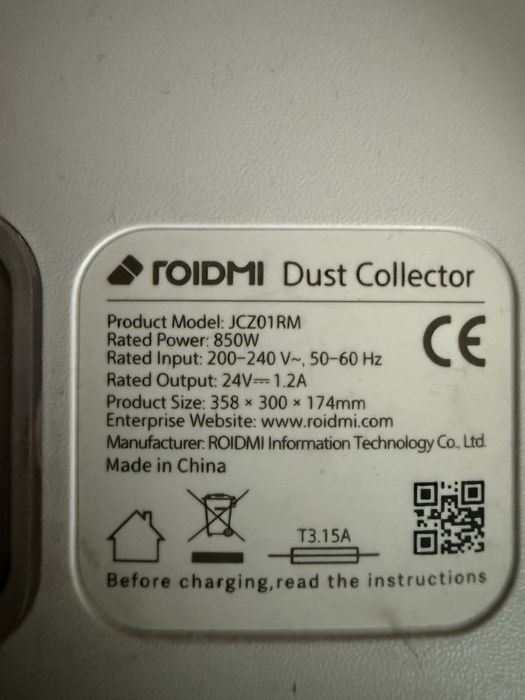 ROIDMI Dust Collector
Product Model: JCZ01RM
Rated Power: 850W
Rated Input: 200-240 V~, 50-60 Hz
Rated Output: 24V⎓1.2A
Product Size: 358 × 300 × 174mm
Enterprise Website: www.roidmi.com
Manufacturer: ROIDMI Information Technology Co., Ltd
Made in China
CE
T3.15A
Before charging,read the instructions